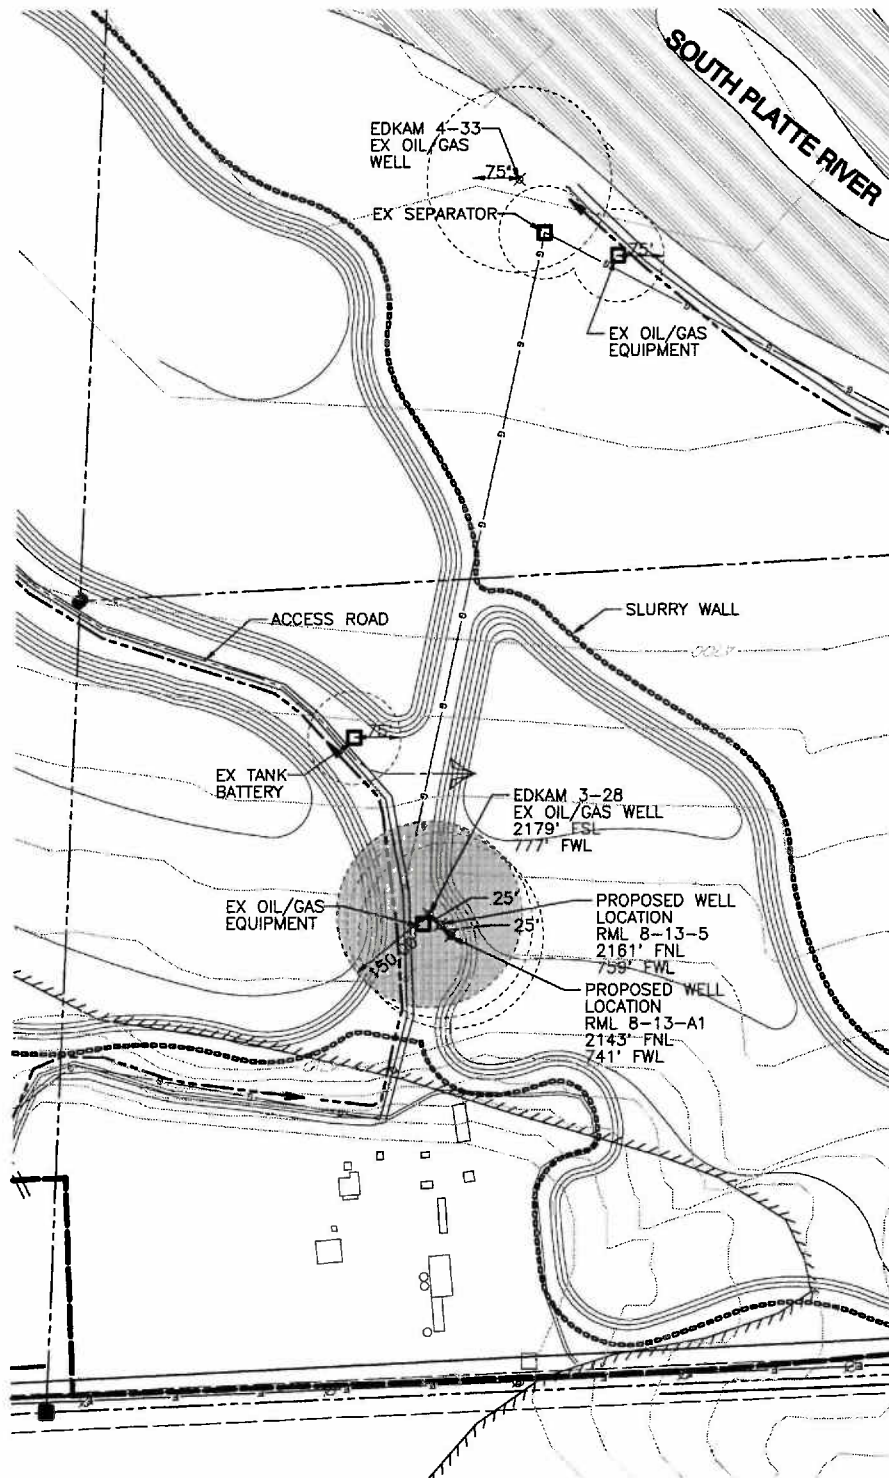 SOUTH PLATTE RIVER
EDKAM 4-33
EX OIL/GAS
WELL
75'
EX SEPARATOR
75'
EX OIL/GAS
EQUIPMENT
SLURRY WALL
ACCESS ROAD
4700
75'
EX TANK
BATTERY
EDKAM 3-28
EX OIL/GAS WELL
2179' FSL
777' FWL
25'
EX OIL/GAS
EQUIPMENT
25'
PROPOSED WELL
LOCATION
RML 8-13-5
2161' FNL
759' FWL
PROPOSED WELL
LOCATION
RML 8-13-A1
2143' FNL
741' FWL